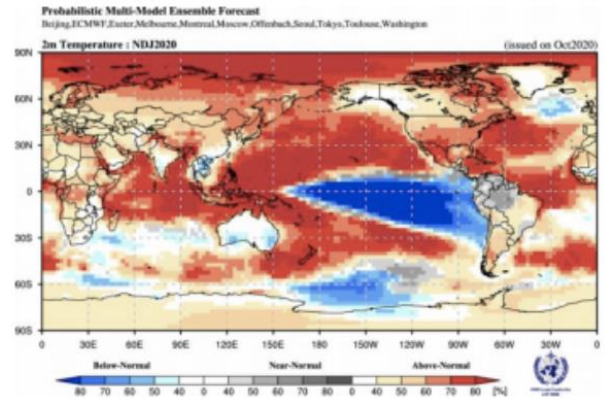 Probabilistic Multi-Model Ensemble Forecast
Beijing,ECMWF,Exeter,Melbourne,Montreal,Moscow,Offenbach,Seoul,Tokyo,Toulouse,Washington
2m Temperature : NDJ2020 (issued on Oct2020)
90N
60N
30N
0
30S
60S
90S
0 30E 60E 90E 120E 150E 180 150W 120W 90W 60W 30W 0
Below-Normal Near-Normal Above-Normal
80 70 60 50 40 0 40 50 60 70 80 0 40 50 60 70 80 [%]